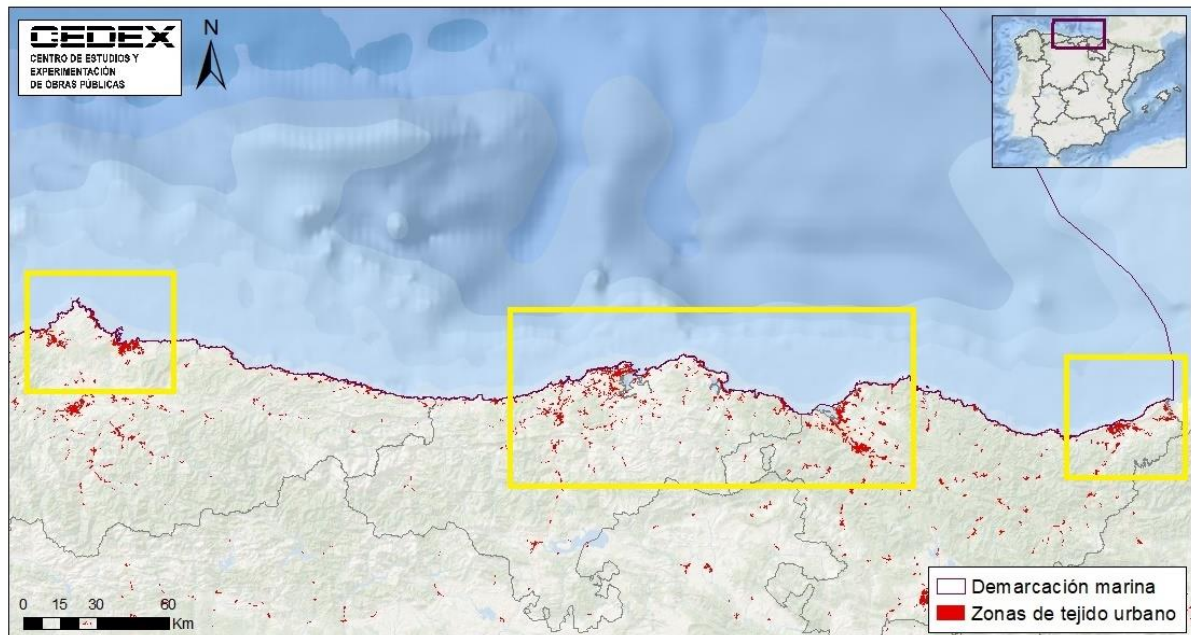 CEDEX
CENTRO DE ESTUDIOS Y
EXPERIMENTACIÓN
DE OBRAS PÚBLICAS
N
Demarcación marina
Zonas de tejido urbano
0 15 30 60
Km